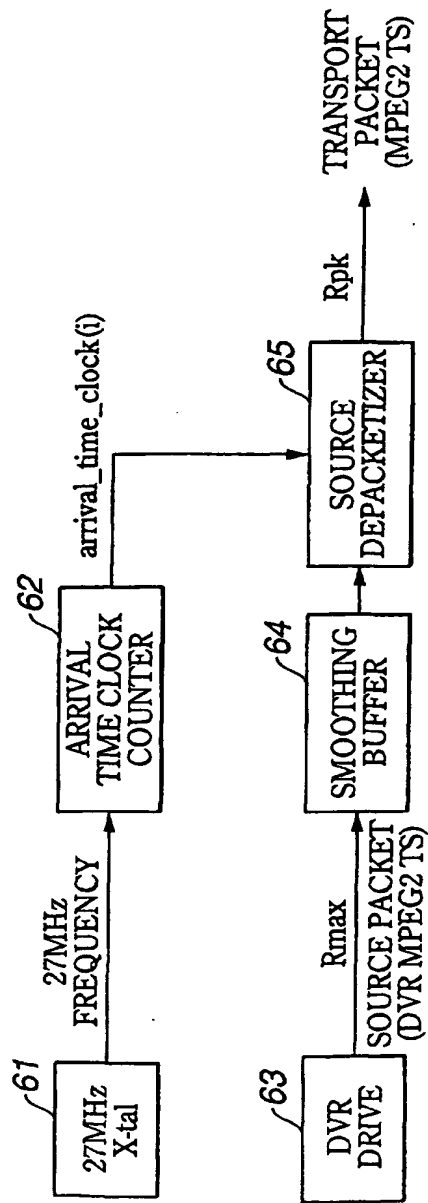 61
27MHz
X-tal
27MHz
FREQUENCY
62
ARRIVAL
TIME CLOCK
COUNTER
arrival_time_clock(i)
63
DVR
DRIVE
Rmax
SOURCE PACKET
(DVR MPEG2 TS)
64
SMOOTHING
BUFFER
65
SOURCE
DEPACKETIZER
Rpk
TRANSPORT
PACKET
(MPEG2 TS)